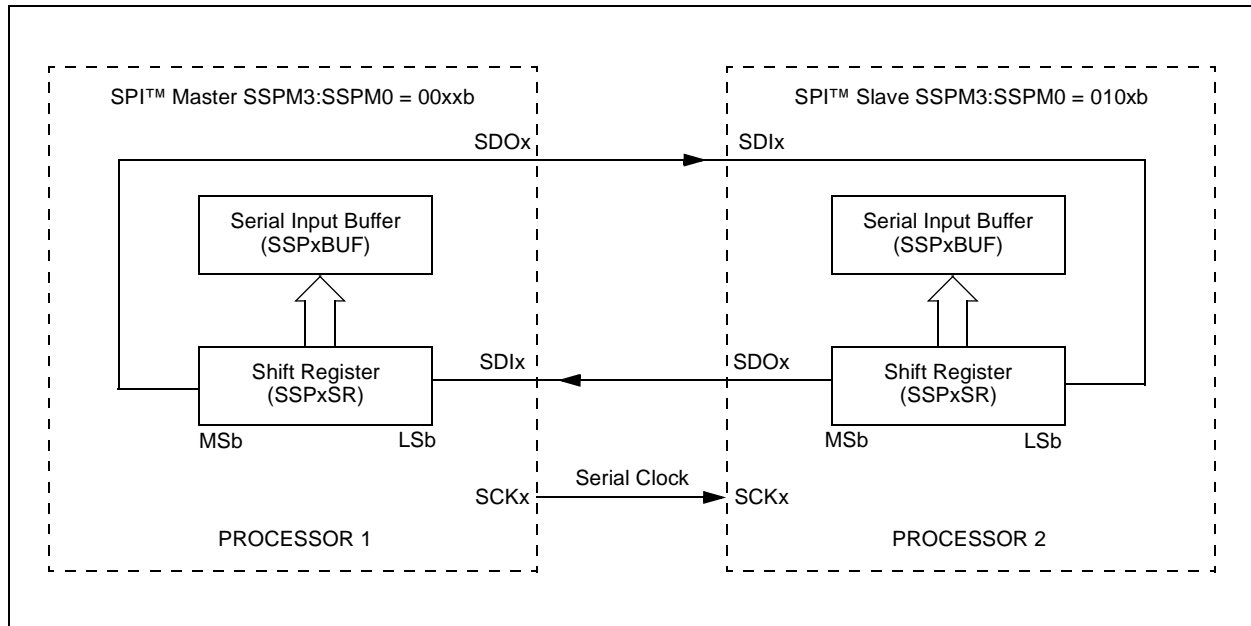 SPI™ Master SSPM3:SSPM0 = 00xxb
SPI™ Slave SSPM3:SSPM0 = 010xb
SDOx
SDIx
Serial Input Buffer
(SSPxBUF)
Serial Input Buffer
(SSPxBUF)
SDIx
SDOx
Shift Register
(SSPxSR)
Shift Register
(SSPxSR)
MSb
LSb
MSb
LSb
Serial Clock
SCKx
SCKx
PROCESSOR 1
PROCESSOR 2